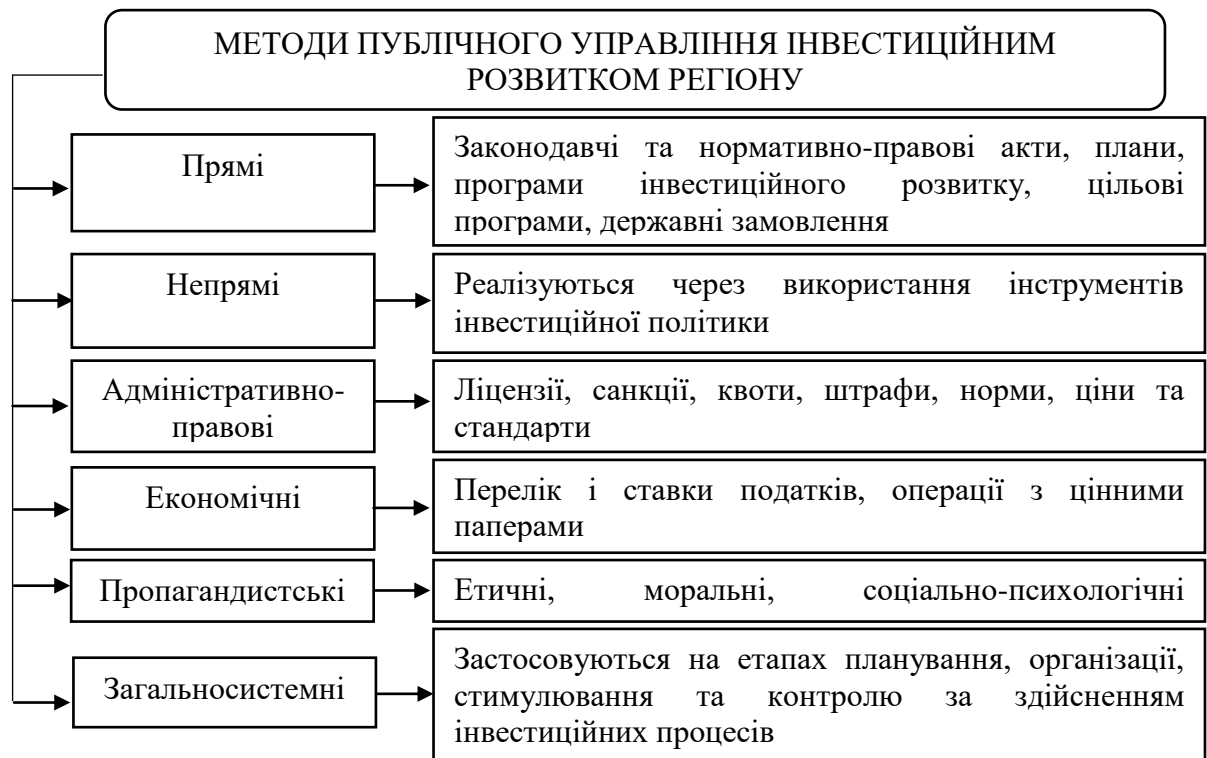 МЕТОДИ ПУБЛІЧНОГО УПРАВЛІННЯ ІНВЕСТИЦІЙНИМ
РОЗВИТКОМ РЕГІОНУ
Прямі
Законодавчі та нормативно-правові акти, плани,
програми інвестиційного розвитку, цільові
програми, державні замовлення
Непрямі
Реалізуються через використання інструментів
інвестиційної політики
Адміністративно-
правові
Ліцензії, санкції, квоти, штрафи, норми, ціни та
стандарти
Економічні
Перелік і ставки податків, операції з цінними
паперами
Пропагандистські
Етичні, моральні, соціально-психологічні
Загальносистемні
Застосовуються на етапах планування, організації,
стимулювання та контролю за здійсненням
інвестиційних процесів